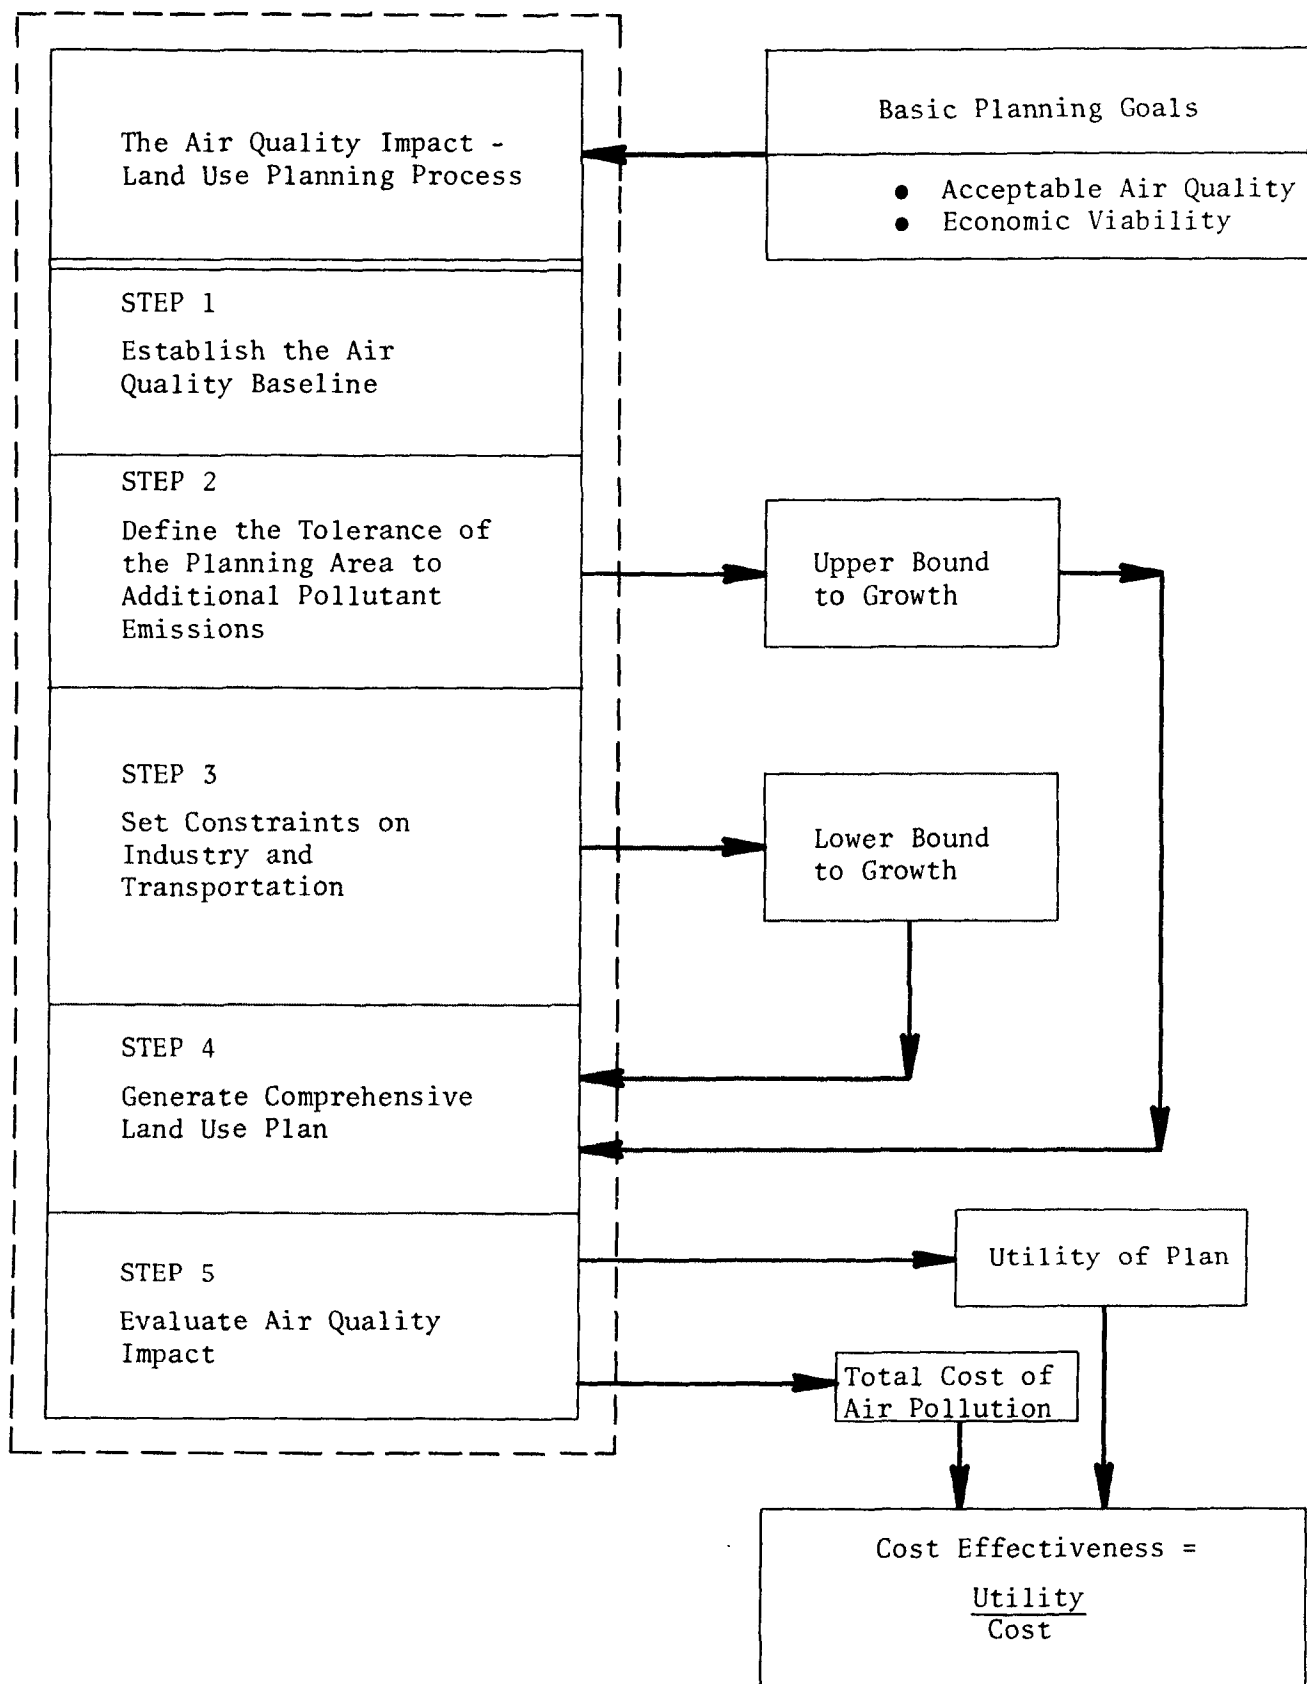 The Air Quality Impact -
Land Use Planning Process
Basic Planning Goals
● Acceptable Air Quality
● Economic Viability
STEP 1
Establish the Air
Quality Baseline
STEP 2
Define the Tolerance of
the Planning Area to
Additional Pollutant
Emissions
Upper Bound
to Growth
STEP 3
Set Constraints on
Industry and
Transportation
Lower Bound
to Growth
STEP 4
Generate Comprehensive
Land Use Plan
STEP 5
Evaluate Air Quality
Impact
Utility of Plan
Total Cost of
Air Pollution
Cost Effectiveness =
Utility
Cost